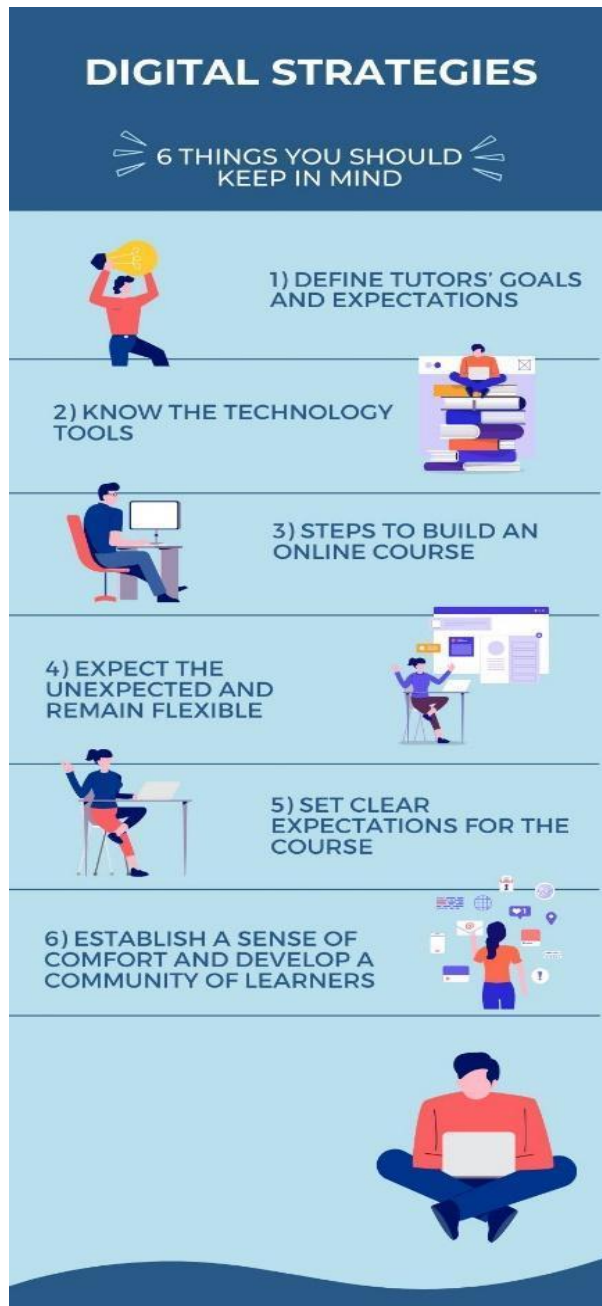 DIGITAL STRATEGIES
6 THINGS YOU SHOULD
KEEP IN MIND
1) DEFINE TUTORS' GOALS
AND EXPECTATIONS
2) KNOW THE TECHNOLOGY
TOOLS
3) STEPS TO BUILD AN
ONLINE COURSE
4) EXPECT THE
UNEXPECTED AND
REMAIN FLEXIBLE
5) SET CLEAR
EXPECTATIONS FOR THE
COURSE
6) ESTABLISH A SENSE OF
COMFORT AND DEVELOP A
COMMUNITY OF LEARNERS